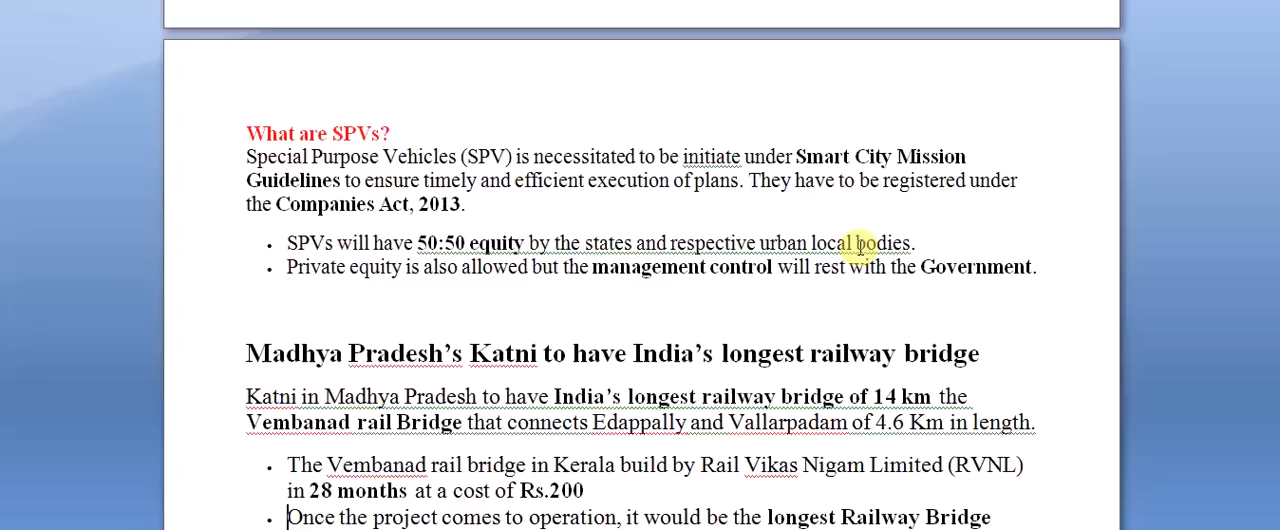 What are SPVs?
Special Purpose Vehicles (SPV) is necessitated to be initiate under Smart City Mission
Guidelines to ensure timely and efficient execution of plans. They have to be registered under
the Companies Act, 2013.
• SPVs will have 50:50 equity by the states and respective urban local bodies.
• Private equity is also allowed but the management control will rest with the Government.
Madhya Pradesh’s Katni to have India’s longest railway bridge
Katni in Madhya Pradesh to have India’s longest railway bridge of 14 km the
Vembanad rail Bridge that connects Edappally and Vallarpadam of 4.6 Km in length.
• The Vembanad rail bridge in Kerala build by Rail Vikas Nigam Limited (RVNL)
in 28 months at a cost of Rs.200
• Once the project comes to operation, it would be the longest Railway Bridge